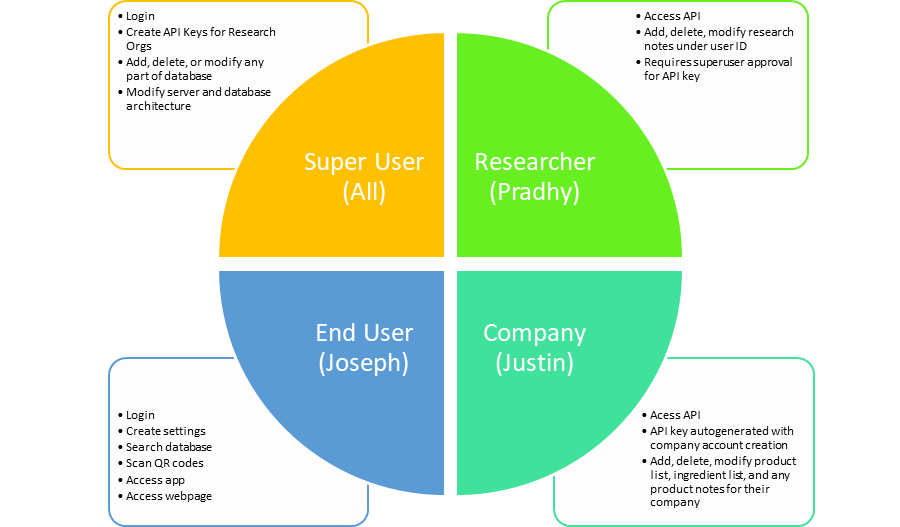 • Login
• Create API Keys for Research
Orgs
• Add, delete, or modify any
part of database
• Modify server and database
architecture
• Access API
• Add, delete, modify research
notes under user ID
• Requires superuser approval
for API key
Super User
(All)
Researcher
(Pradhy)
End User
(Joseph)
Company
(Justin)
• Login
• Create settings
• Search database
• Scan QR codes
• Access app
• Access webpage
• Acess API
• API key autogenerated with
company account creation
• Add, delete, modify product
list, ingredient list, and any
product notes for their
company